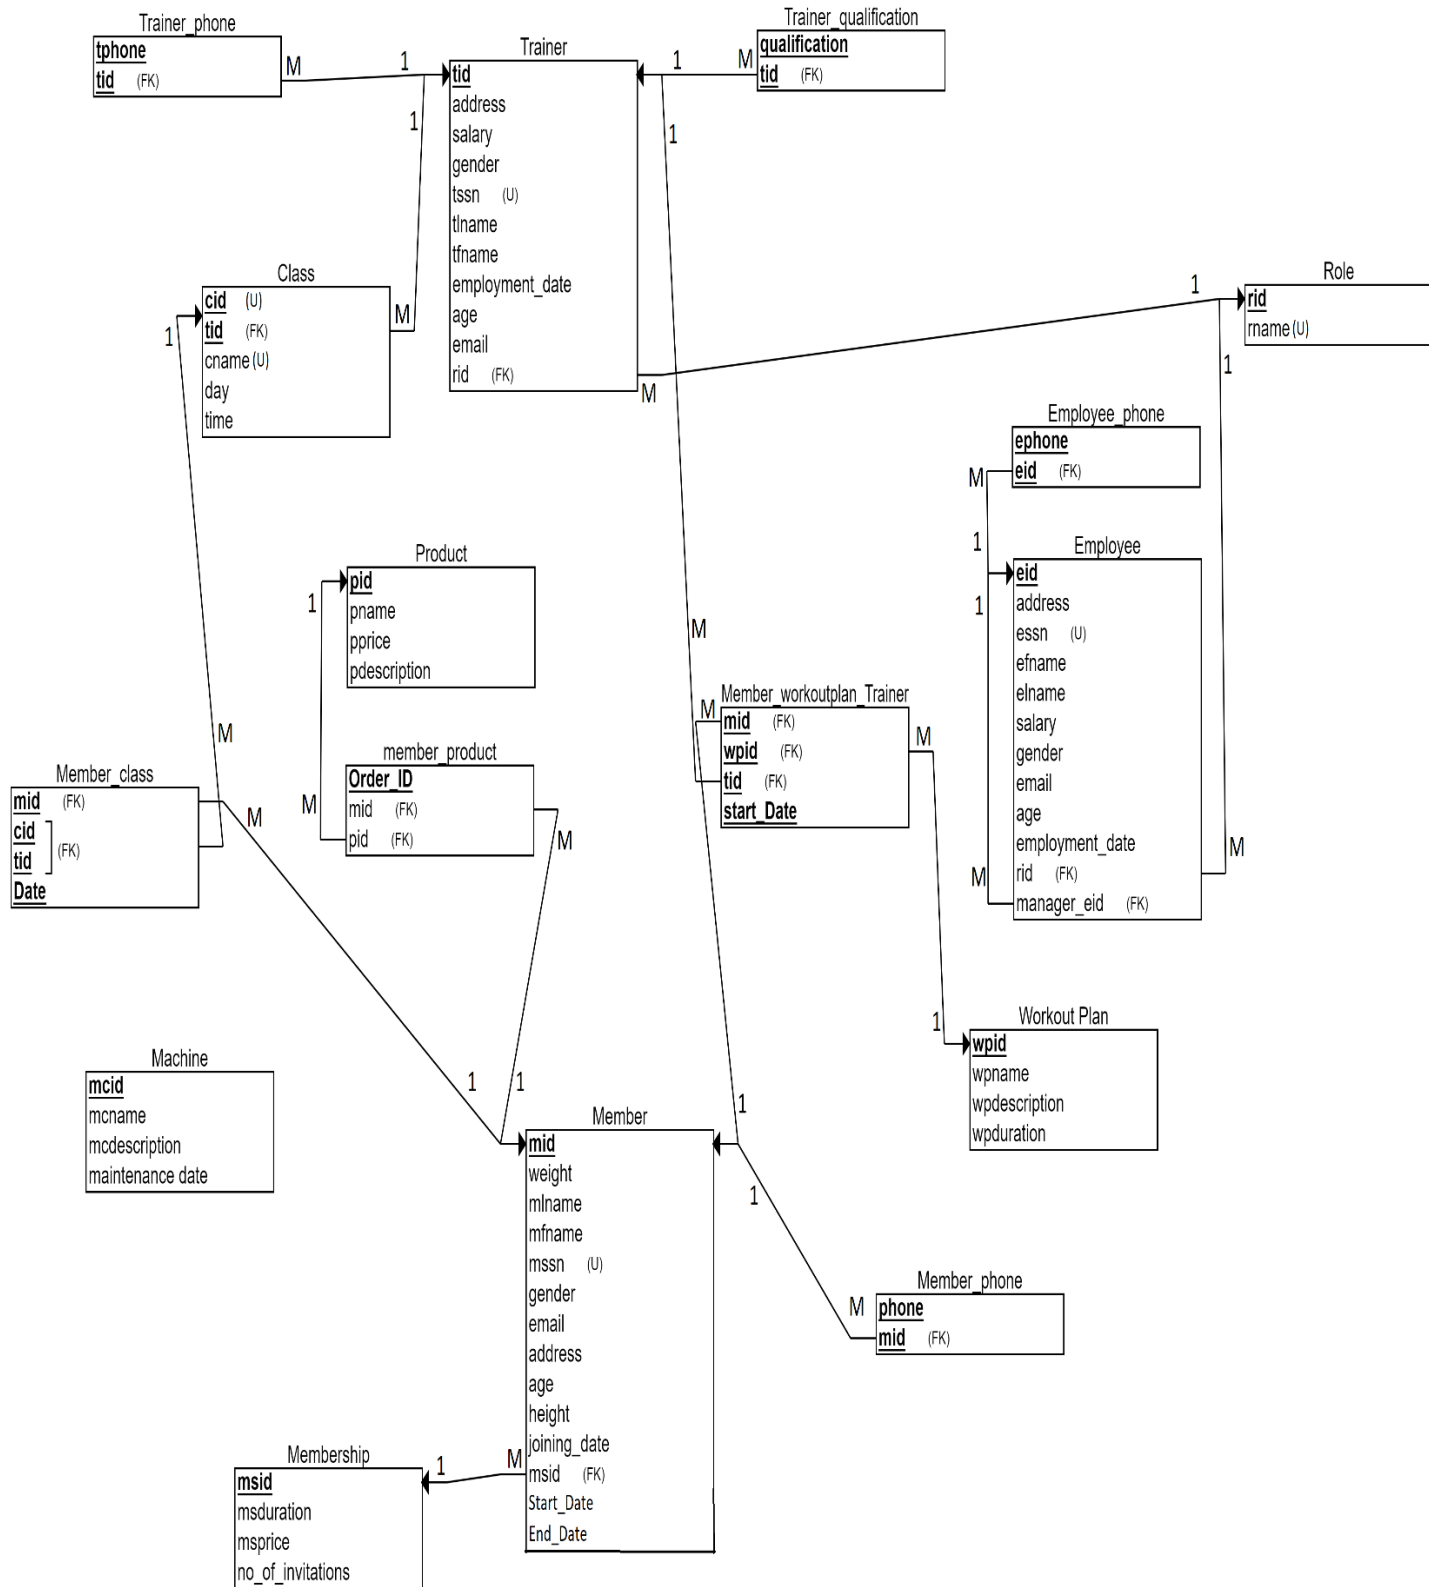 Trainer_phone
tphone
tid (FK)
M
1
1
Trainer
tid
address
salary
gender
tssn (U)
tlname
tfname
employment_date
age
email
rid (FK)
Trainer_qualification
qualification
tid (FK)
1
M
1
M
1
Role
rid
rname (U)
1
Class
cid (U)
tid (FK)
cname (U)
day
time
M
1
M
Employee_phone
ephone
eid (FK)
M
1
1
M
Employee
eid
address
essn (U)
efname
elname
salary
gender
email
age
employment_date
rid (FK)
manager_eid (FK)
M
Product
pid
pname
pprice
pdescription
1
M
member_product
Order_ID
mid (FK)
pid (FK)
M
Member_workoutplan_Trainer
mid (FK)
wpid (FK)
tid (FK)
start_Date
M
M
M
Member_class
mid (FK)
cid
tid
(FK)
Date
M
1
Workout Plan
wpid
wpname
wpdescription
wpduration
Machine
mcid
mcname
mcdescription
maintenance date
1
1
1
1
Member
mid
weight
mlname
mfname
mssn (U)
gender
email
address
age
height
joining_date
msid (FK)
Start_Date
End_Date
Member_phone
phone
mid (FK)
M
Membership
msid
msduration
msprice
no_of_invitations
1
M